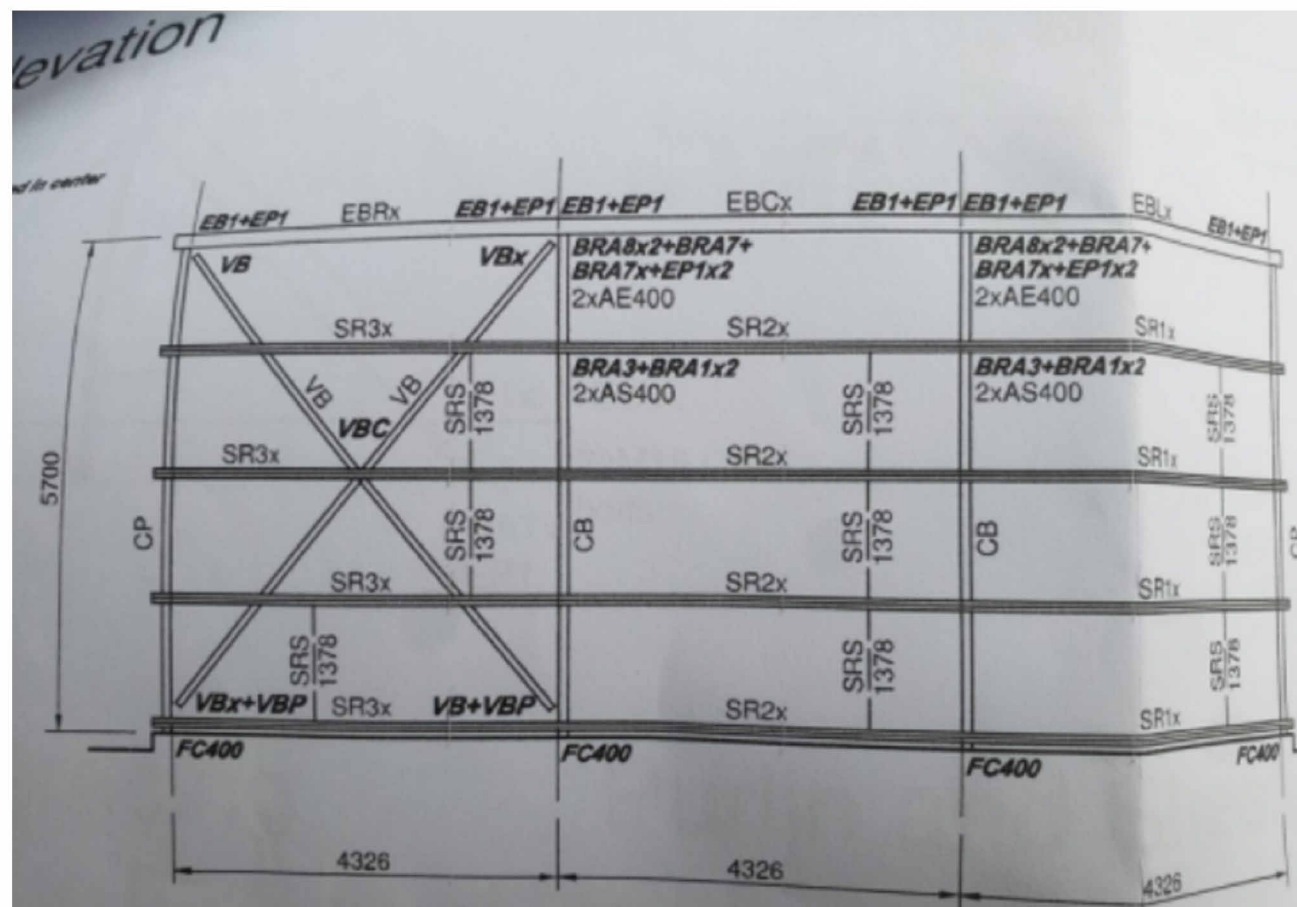 levation
ed in center
EB1+EP1 EBRx EB1+EP1 EB1+EP1 EBCx EB1+EP1 EB1+EP1 EBLx EB1+EP1
VB VBx BRA8x2+BRA7+ BRA8x2+BRA7+
BRA7x+EP1x2 BRA7x+EP1x2
2xAE400 2xAE400
SR3x SR2x SR1x
BRA3+BRA1x2 BRA3+BRA1x2
2xAS400 2xAS400
VB VB SRS 1378 SRS 1378 SRS 1378
VBC
SR3x SR2x SR1x
5700
CP SRS 1378 CB SRS 1378 CB SRS 1378 CP
SR3x SR2x SR1x
SRS 1378 SRS 1378 SRS 1378
VBx+VBP SR3x VB+VBP SR2x SR1x
FC400 FC400 FC400 FC400
4326 4326 4326